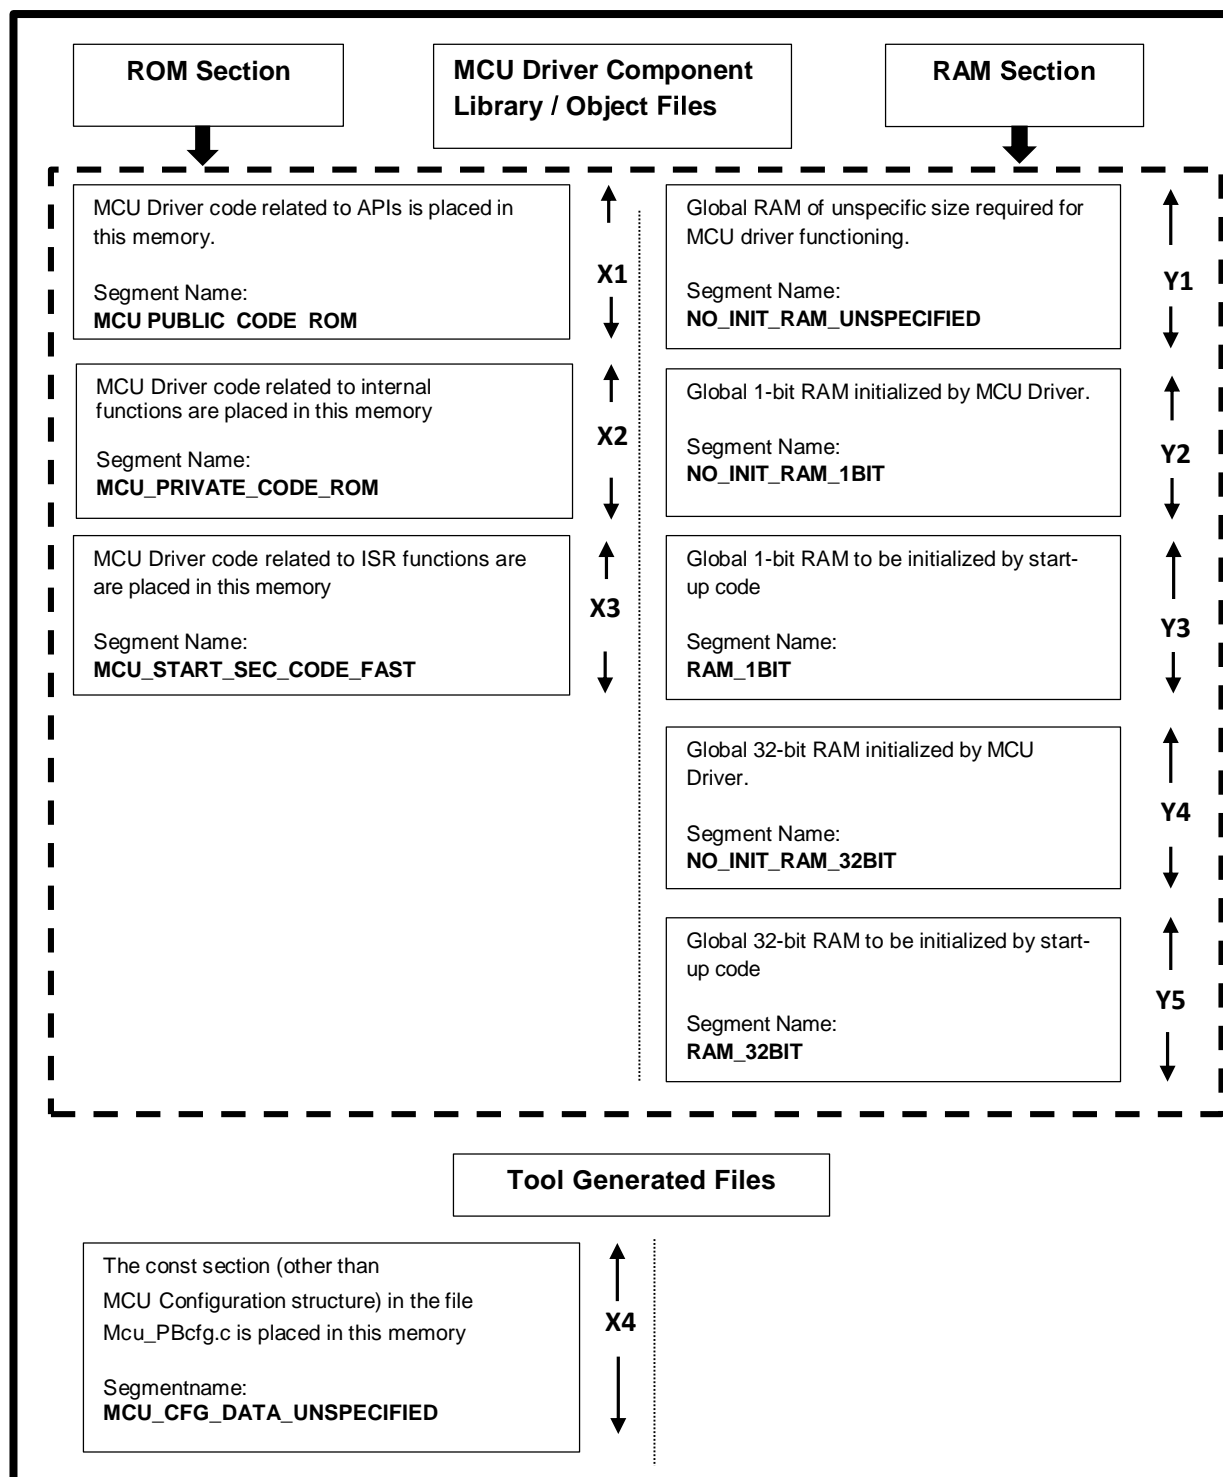 ROM Section
MCU Driver Component
Library / Object Files
RAM Section
MCU Driver code related to APIs is placed in
this memory.
Segment Name:
MCU PUBLIC CODE ROM
X1
MCU Driver code related to internal
functions are placed in this memory
Segment Name:
MCU_PRIVATE_CODE_ROM
X2
MCU Driver code related to ISR functions are
are placed in this memory
Segment Name:
MCU_START_SEC_CODE_FAST
X3
Global RAM of unspecific size required for
MCU driver functioning.
Segment Name:
NO_INIT_RAM_UNSPECIFIED
Y1
Global 1-bit RAM initialized by MCU Driver.
Segment Name:
NO_INIT_RAM_1BIT
Y2
Global 1-bit RAM to be initialized by start-
up code
Segment Name:
RAM_1BIT
Y3
Global 32-bit RAM initialized by MCU
Driver.
Segment Name:
NO_INIT_RAM_32BIT
Y4
Global 32-bit RAM to be initialized by start-
up code
Segment Name:
RAM_32BIT
Y5
Tool Generated Files
The const section (other than
MCU Configuration structure) in the file
Mcu_PBcfg.c is placed in this memory
Segmentname:
MCU_CFG_DATA_UNSPECIFIED
X4